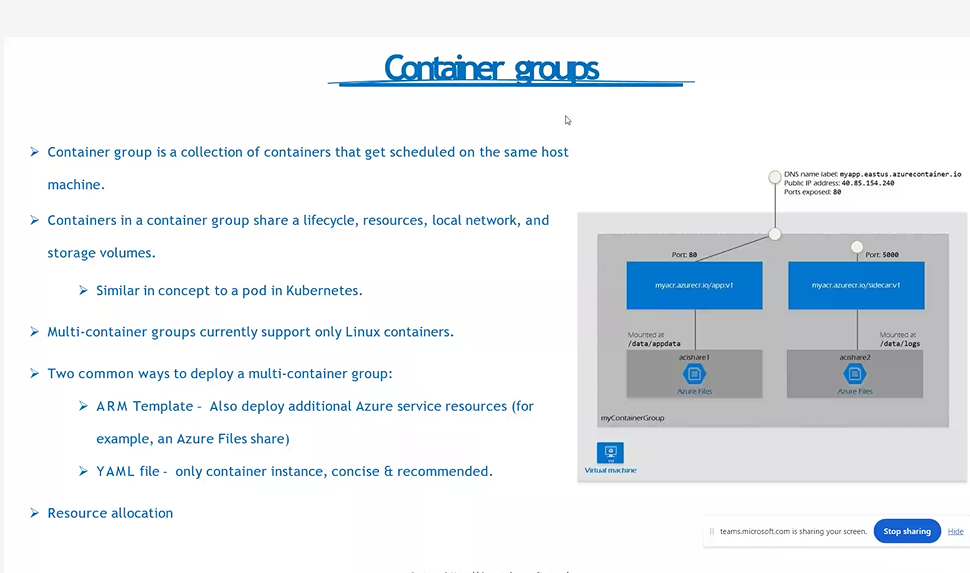 Container groups
➢ Container group is a collection of containers that get scheduled on the same host
machine.
➢ Containers in a container group share a lifecycle, resources, local network, and
storage volumes.
➢ Similar in concept to a pod in Kubernetes.
➢ Multi-container groups currently support only Linux containers.
➢ Two common ways to deploy a multi-container group:
➢ ARM Template – Also deploy additional Azure service resources (for
example, an Azure Files share)
➢ YAML file – only container instance, concise & recommended.
➢ Resource allocation
DNS name label: myapp.eastus.azurecontainer.io
Public IP address: 40.85.154.240
Ports exposed: 80
Port: 80
Port: 5000
myacr.azurecr.io/app:v1
myacr.azurecr.io/sidecar:v1
Mounted at
/data/appdata
Mounted at
/data/logs
acishare1
acishare2
Azure Files
Azure Files
myContainerGroup
Virtual machine
teams.microsoft.com is sharing your screen.
Stop sharing
Hide